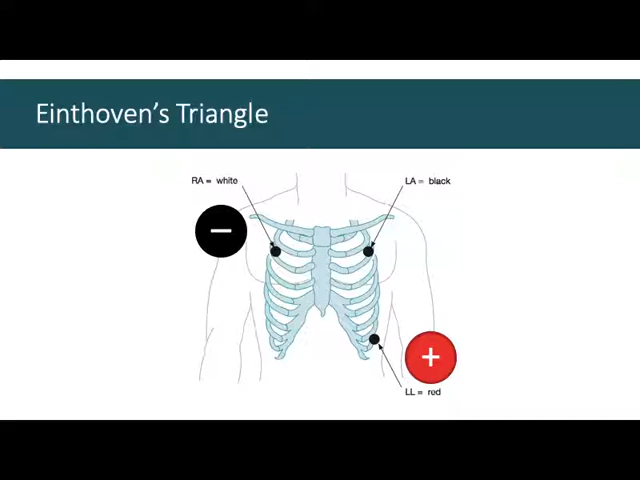 Einthoven's Triangle
RA = white
LA = black
−
+
LL = red